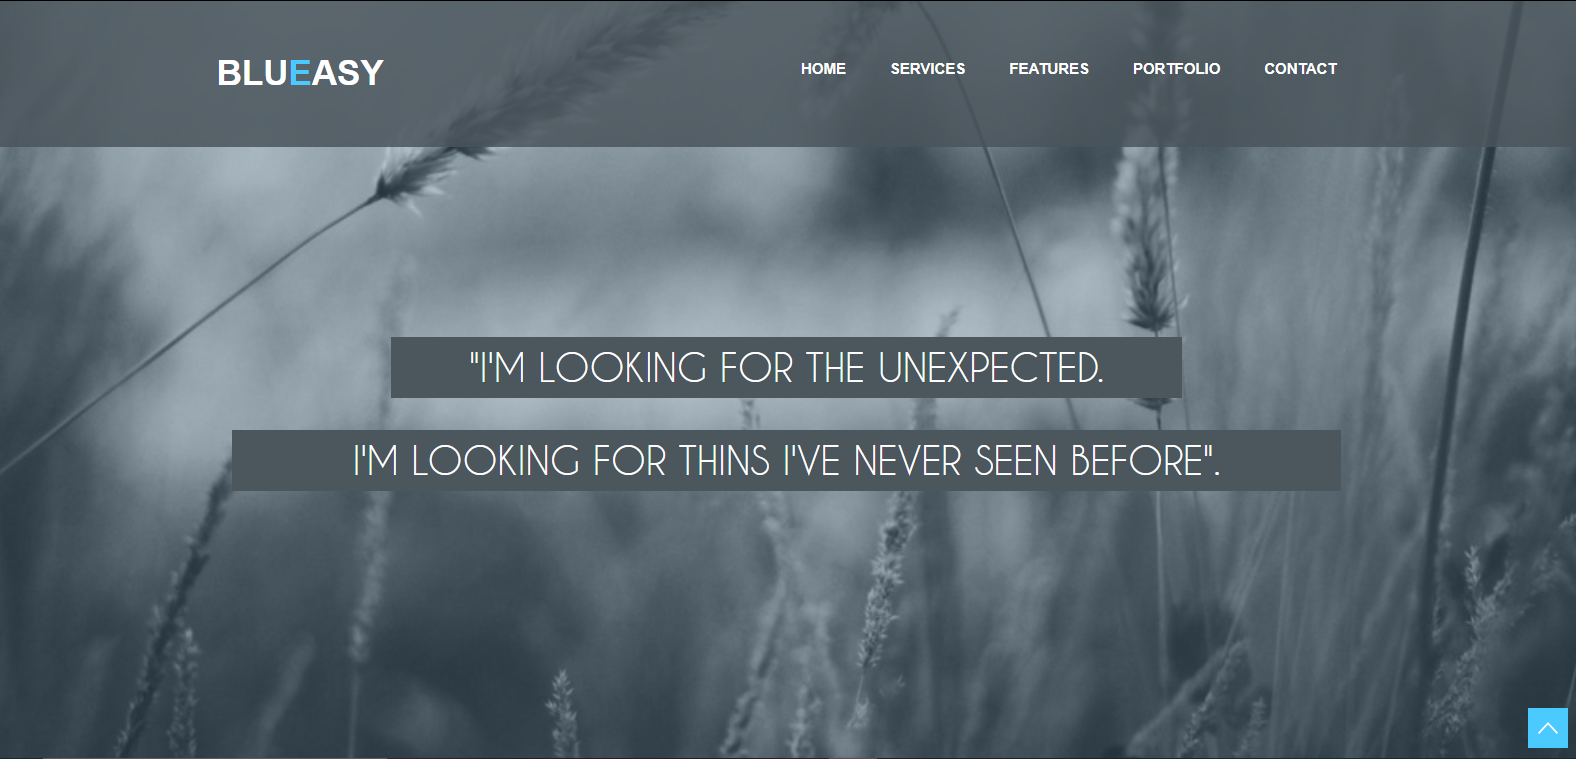 BLUEASY
HOME SERVICES FEATURES PORTFOLIO CONTACT
"I'M LOOKING FOR THE UNEXPECTED.
I'M LOOKING FOR THINS I'VE NEVER SEEN BEFORE".